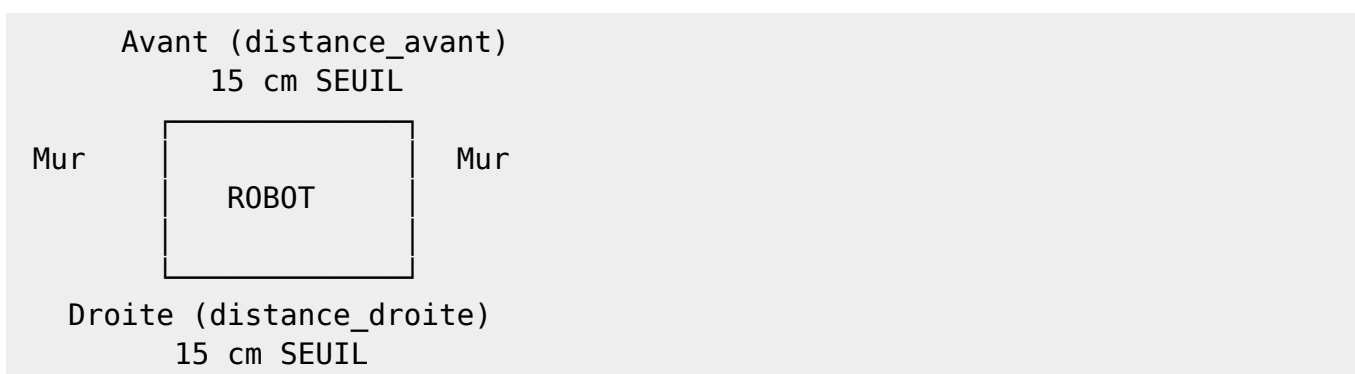 Avant (distance_avant)
15 cm SEUIL
Mur Mur
ROBOT
Droite (distance_droite)
15 cm SEUIL